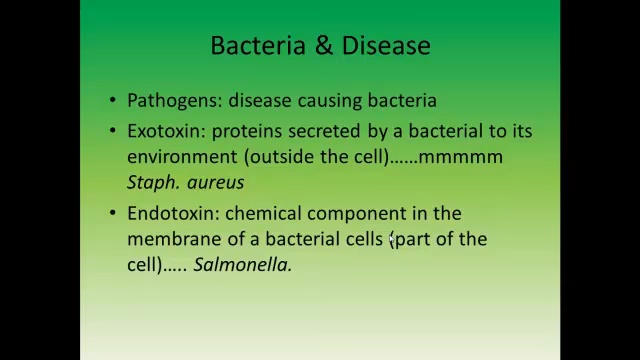 Bacteria & Disease
• Pathogens: disease causing bacteria
• Exotoxin: proteins secreted by a bacterial to its
environment (outside the cell)……mmmmm
Staph. aureus
• Endotoxin: chemical component in the
membrane of a bacterial cells (part of the
cell)….. Salmonella.